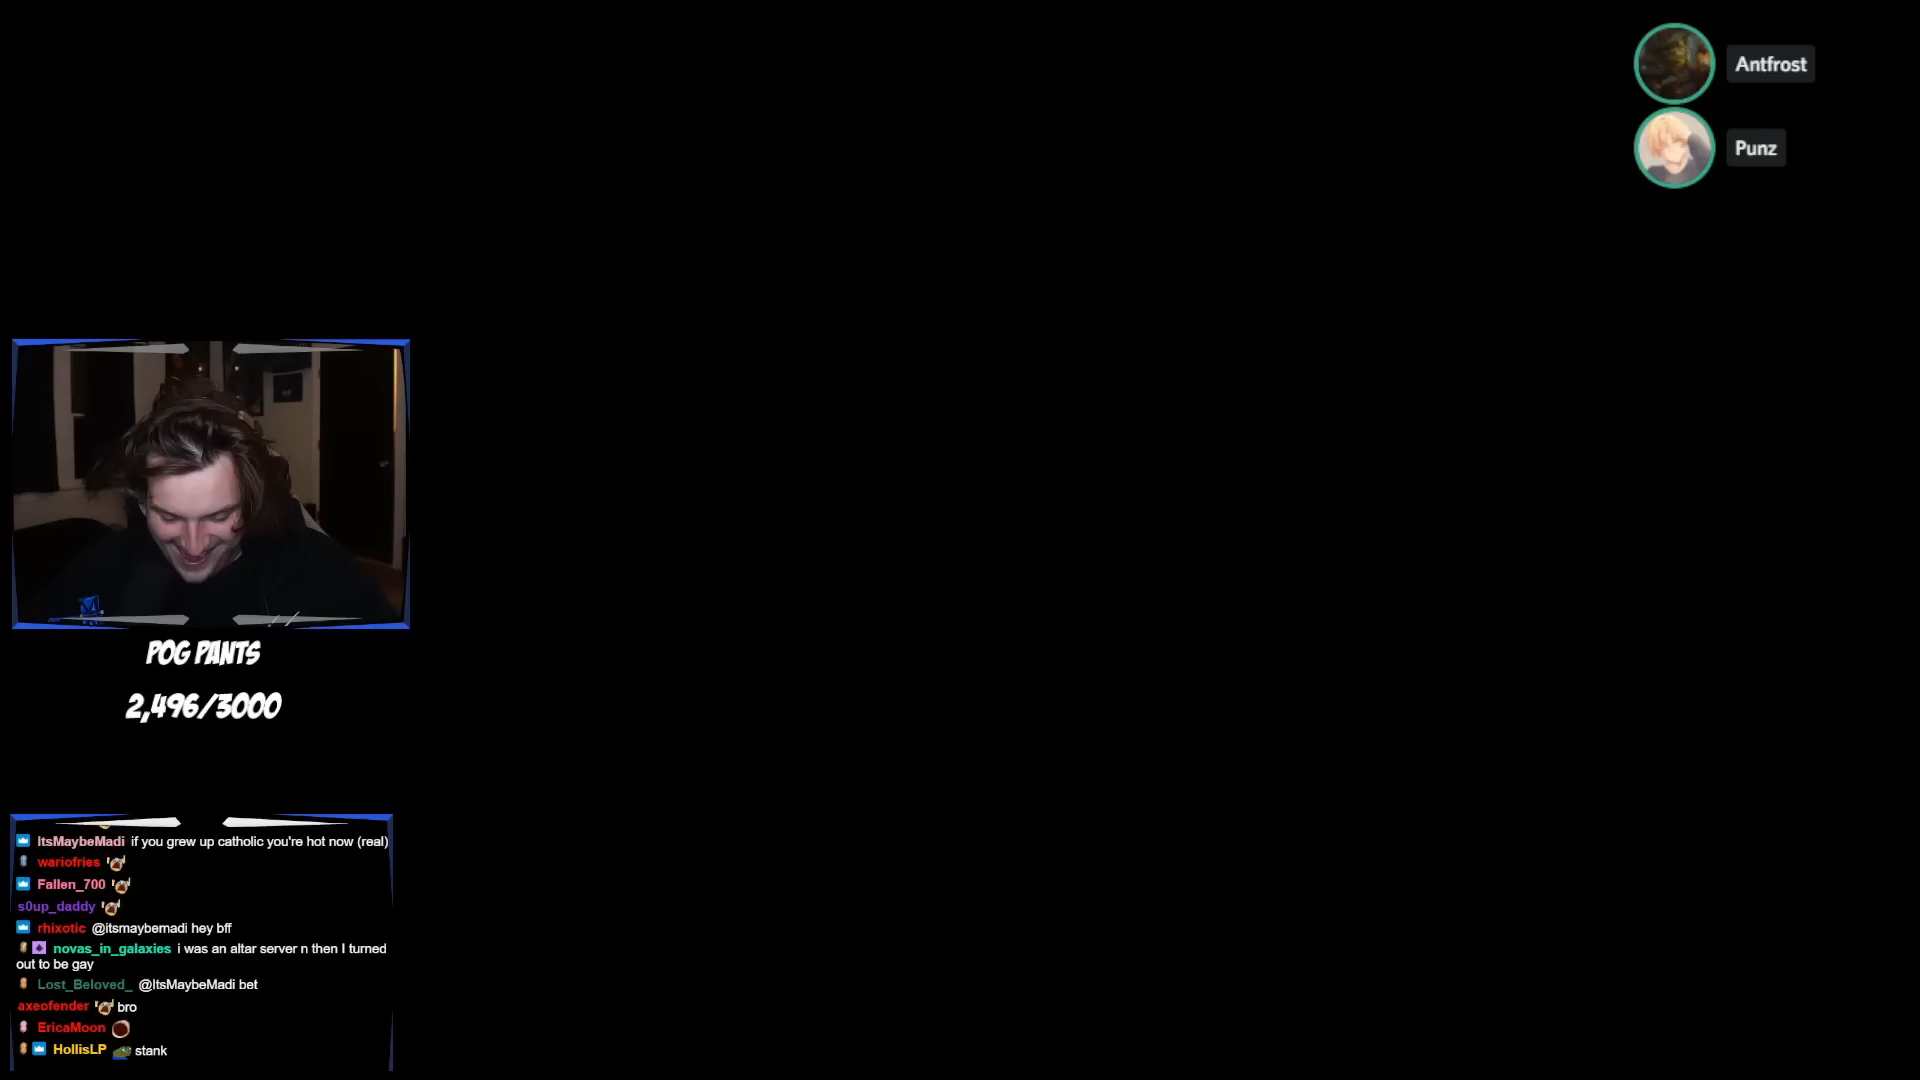 Antfrost
Punz
POG PANTS
2,496/3000
ItsMaybeMadi if you grew up catholic you're hot now (real)
wariofries
Fallen_700
s0up_daddy
rhixotic @itsmaybemadi hey bff
novas_in_galaxies i was an altar server n then I turned
out to be gay
Lost_Beloved_ @ItsMaybeMadi bet
axeofender bro
EricaMoon
HollisLP stank